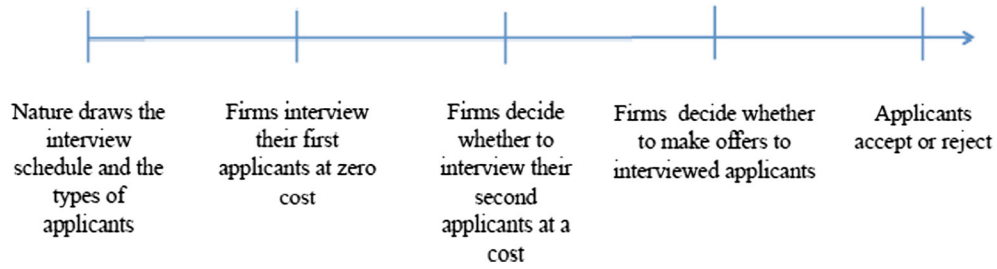 Nature draws the
interview
schedule and the
types of
applicants
Firms interview
their first
applicants at zero
cost
Firms decide
whether to
interview their
second
applicants at a
cost
Firms decide whether
to make offers to
interviewed applicants
Applicants
accept or reject